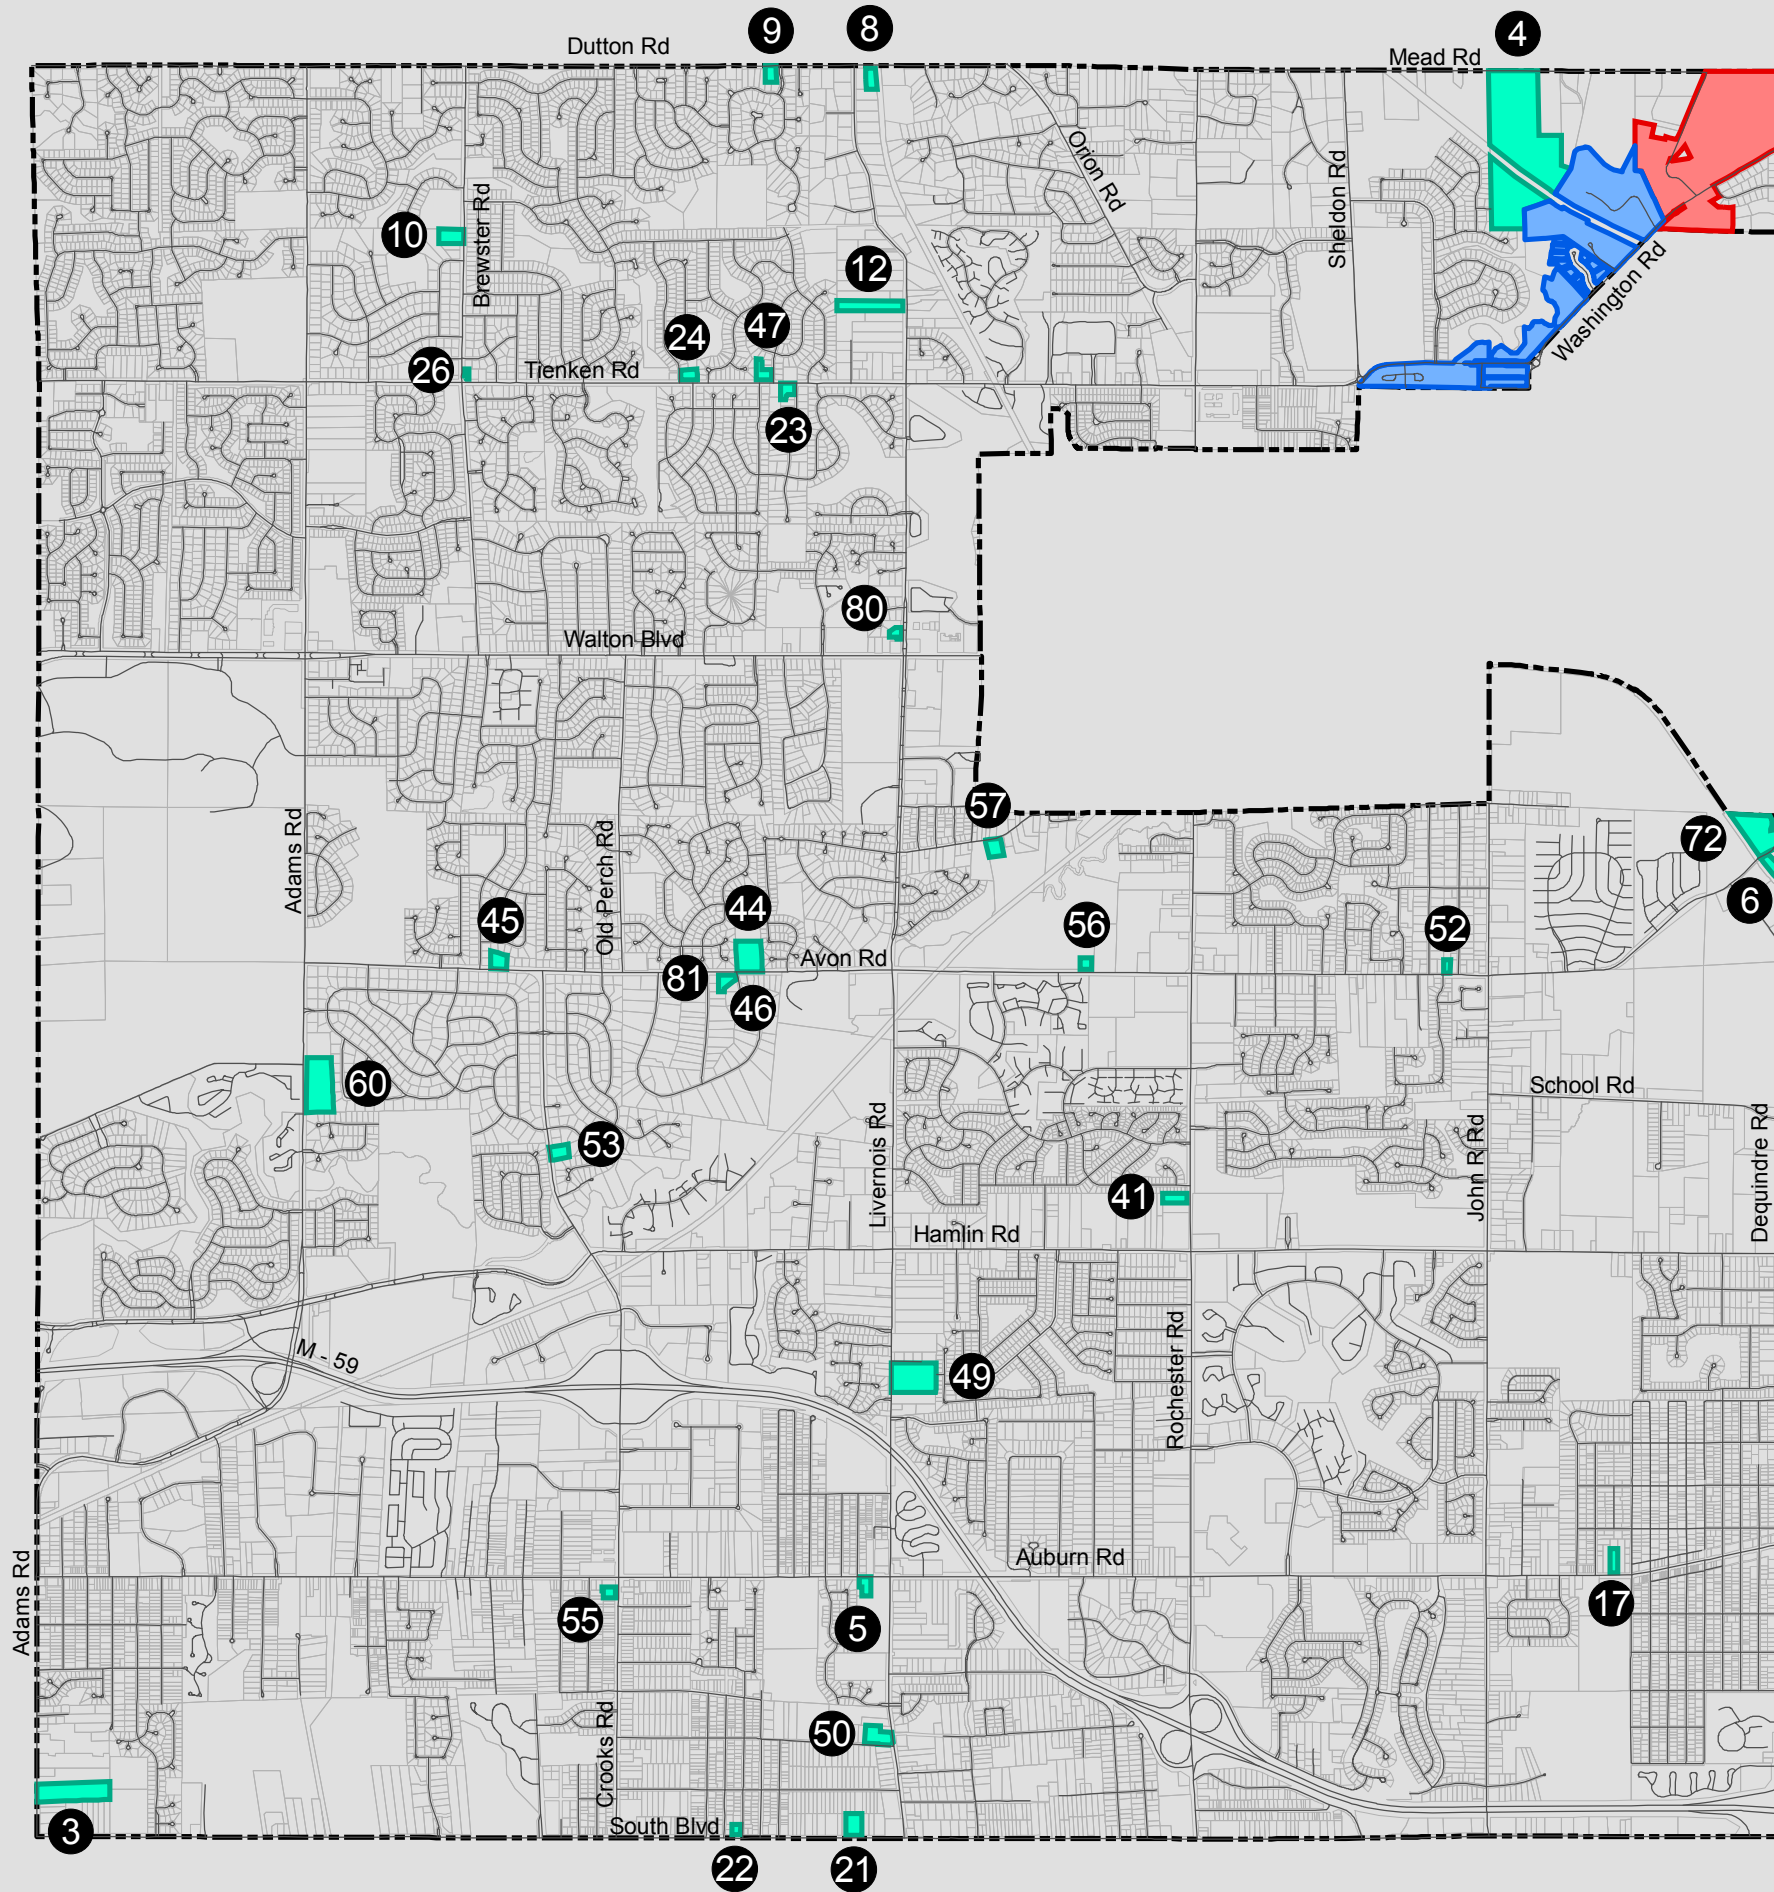 9
8
4
Dutton Rd
Mead Rd
Orion Rd
Sheldon Rd
Brewster Rd
10
12
Washington Rd
24
47
26
Tienken Rd
23
80
Walton Blvd
57
72
Adams Rd
Old Perch Rd
6
45
44
56
52
Avon Rd
81
46
60
School Rd
53
Livernois Rd
John R Rd
Dequindre Rd
41
Hamlin Rd
M - 59
Rochester Rd
49
Auburn Rd
Adams Rd
55
5
17
50
Crooks Rd
3
South Blvd
22
21